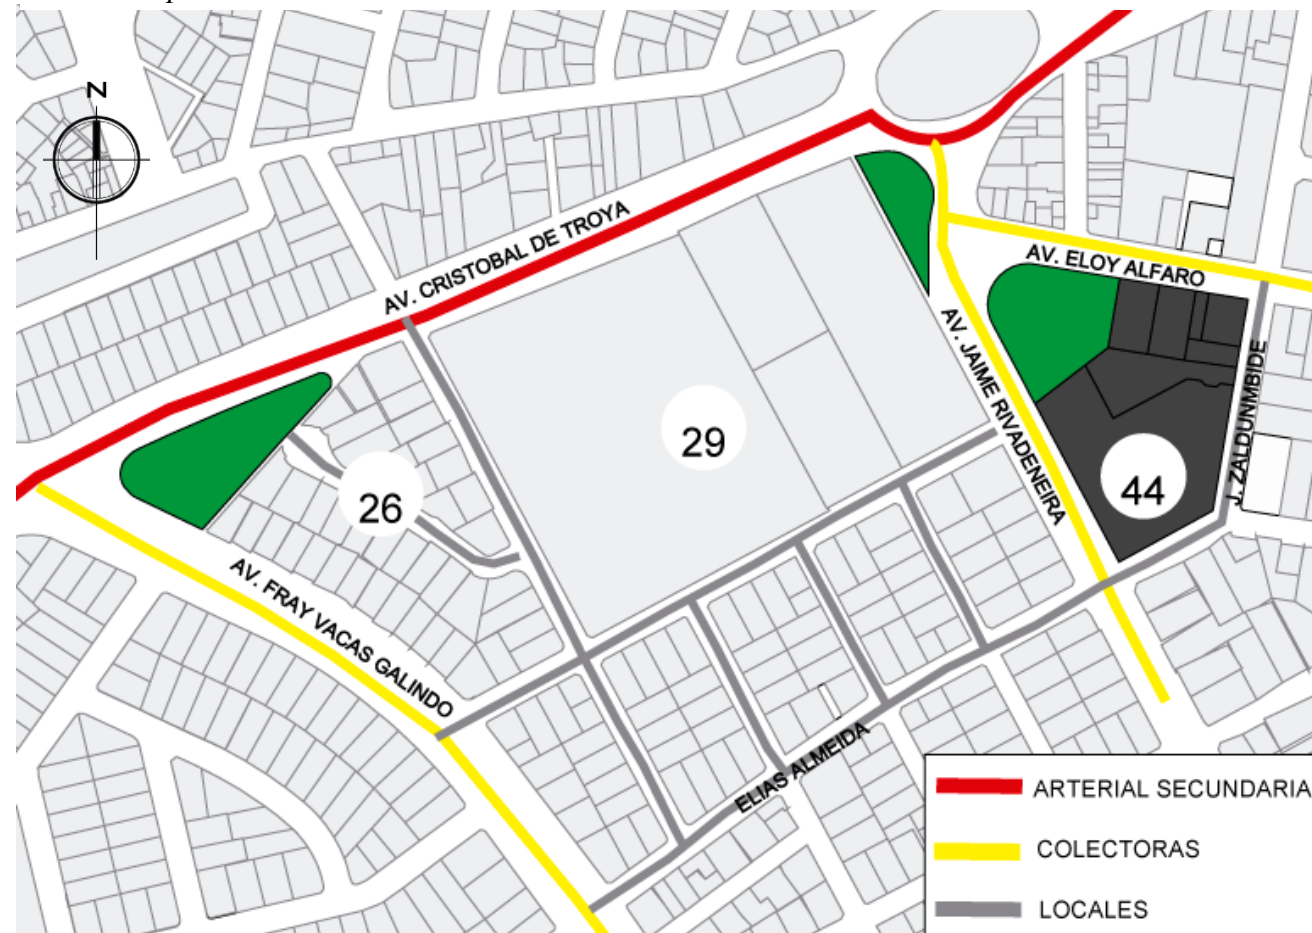 N
AV. CRISTOBAL DE TROYA
AV. ELOY ALFARO
AV. JAIME RIVADENEIRA
J. ZALDUNMBIDE
29
44
26
AV. FRAY VACAS GALINDO
ELIAS ALMEIDA
ARTERIAL SECUNDARIA
COLECTORAS
LOCALES